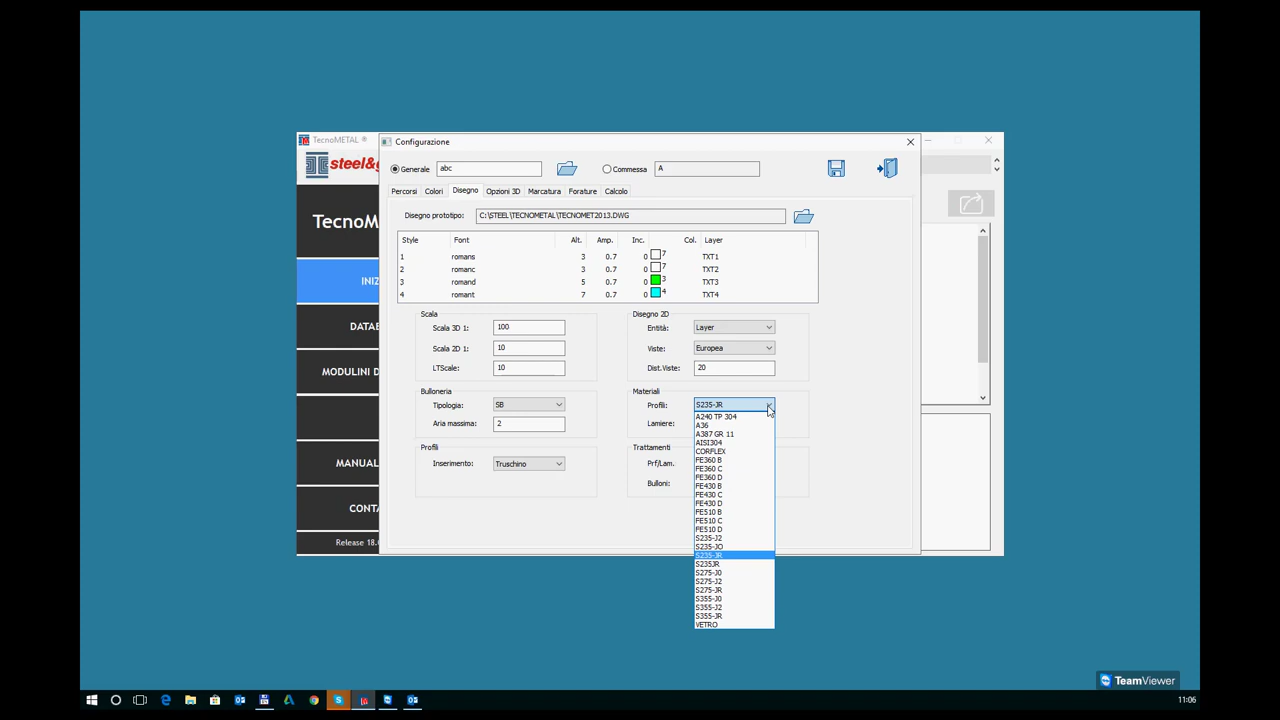 TecnoMETAL ®
Configurazione
steel&g
Generale abc Commessa A
Percorsi Colori Disegno Opzioni 3D Marcatura Forature Calcolo
TecnoM
Disegno prototipo: C:\STEEL\TECNOMETAL\TECNOMET2013.DWG
Style Font Alt. Amp. Inc. Col. Layer
1 romans 3 0.7 0 7 TXT1
2 romanc 3 0.7 0 7 TXT2
3 romand 5 0.7 0 3 TXT3
4 romant 7 0.7 0 4 TXT4
INIZ
DATAB
MODULINI D
MANUAL
CONTA
Release 18.
Scala
Scala 3D 1: 100
Scala 2D 1: 10
LTScale: 10
Disegno 2D
Entità: Layer
Viste: Europea
Dist.Viste: 20
Bulloneria
Tipologia: SB
Aria massima: 2
Materiali
Profili: S235-JR
Lamiere:
Profili
Inserimento: Truschino
Trattamenti
Prf/Lam.
Bulloni:
A240 TP 304
A36
A387 GR 11
AISI304
CORFLEX
FE360 B
FE360 C
FE360 D
FE430 B
FE430 C
FE430 D
FE510 B
FE510 C
FE510 D
S235-J2
S235-JO
S235-JR
S235JR
S275-J0
S275-J2
S275-JR
S355-J0
S355-J2
S355-JR
VETRO
TeamViewer
11:06